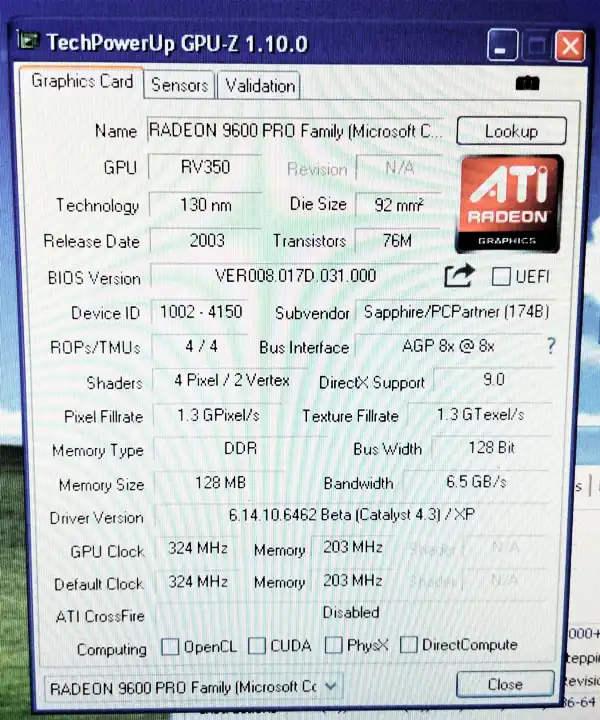 TechPowerUp GPU-Z 1.10.0
Graphics Card Sensors Validation
Name RADEON 9600 PRO Family (Microsoft C... Lookup
GPU RV350 Revision N/A
ATI RADEON GRAPHICS
Technology 130 nm Die Size 92 mm²
Release Date 2003 Transistors 76M
BIOS Version VER008.017D.031.000 UEFI
Device ID 1002 - 4150 Subvendor Sapphire/PCPartner (174B)
ROPs/TMUs 4 / 4 Bus Interface AGP 8x @ 8x ?
Shaders 4 Pixel / 2 Vertex DirectX Support 9.0
Pixel Fillrate 1.3 GPixel/s Texture Fillrate 1.3 GTexel/s
Memory Type DDR Bus Width 128 Bit
Memory Size 128 MB Bandwidth 6.5 GB/s
Driver Version 6.14.10.6462 Beta (Catalyst 4.3) / XP
GPU Clock 324 MHz Memory 203 MHz Shader N/A
Default Clock 324 MHz Memory 203 MHz Shader N/A
ATI CrossFire Disabled
Computing OpenCL CUDA PhysX DirectCompute
RADEON 9600 PRO Family (Microsoft Cc Close
s
000+
tepping
evisio
86-64